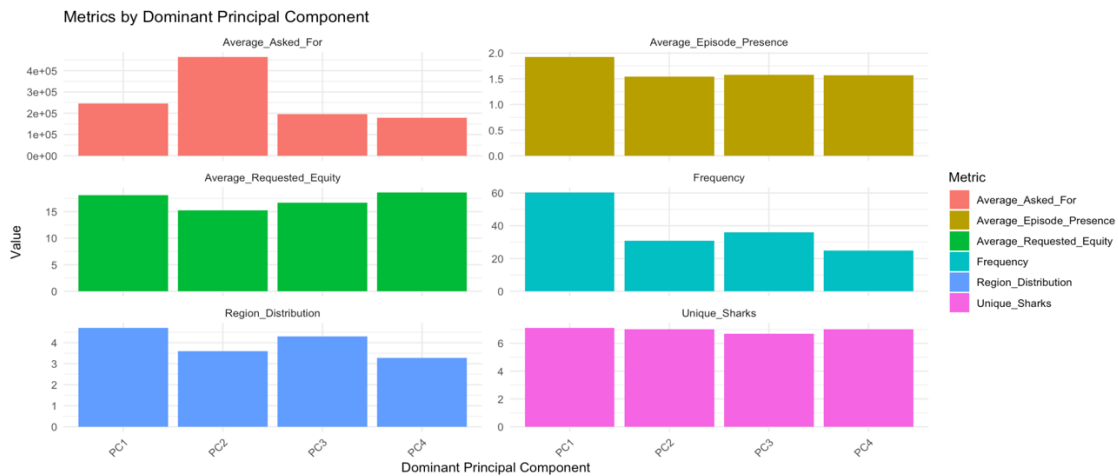 Metrics by Dominant Principal Component
Average_Asked_For
4e+05
3e+05
2e+05
1e+05
0e+00
Average_Episode_Presence
2.0
1.5
1.0
0.5
0.0
Average_Requested_Equity
15
10
5
0
Frequency
60
40
20
0
Region_Distribution
4
3
2
1
0
Unique_Sharks
6
4
2
0
Value
PC1
PC2
PC3
PC4
PC1
PC2
PC3
PC4
Dominant Principal Component
Metric
Average_Asked_For
Average_Episode_Presence
Average_Requested_Equity
Frequency
Region_Distribution
Unique_Sharks